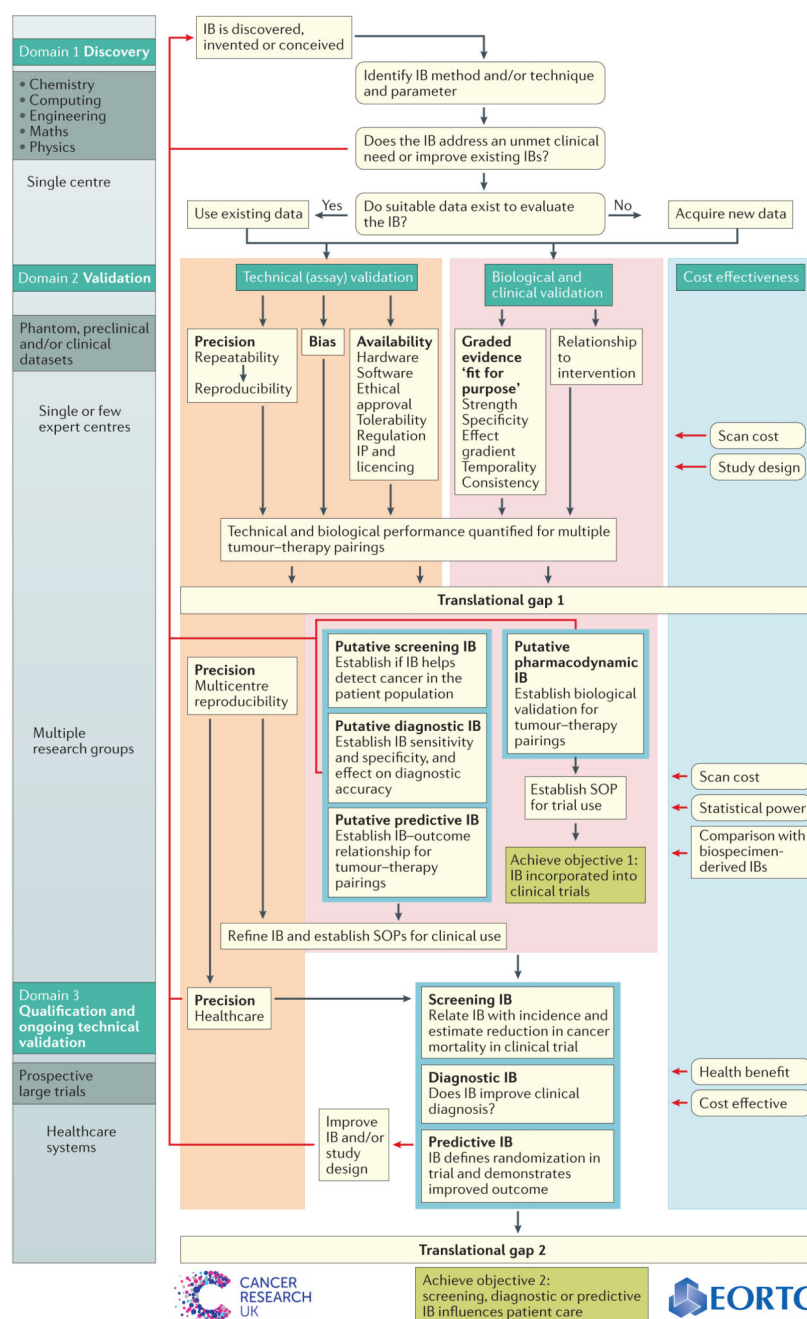 IB is discovered,
invented or conceived
Domain 1 Discovery
• Chemistry
• Computing
• Engineering
• Maths
• Physics
Single centre
Identify IB method and/or technique
and parameter
Does the IB address an unmet clinical
need or improve existing IBs?
Do suitable data exist to evaluate
the IB?
Yes
No
Use existing data
Acquire new data
Domain 2 Validation
Technical (assay) validation
Biological and
clinical validation
Cost effectiveness
Phantom, preclinical
and/or clinical
datasets
Single or few
expert centres
Precision
Repeatability
Reproducibility
Bias
Availability
Hardware
Software
Ethical
approval
Tolerability
Regulation
IP and
licencing
Graded
evidence
'fit for
purpose'
Strength
Specificity
Effect
gradient
Temporality
Consistency
Relationship
to
intervention
Scan cost
Study design
Technical and biological performance quantified for multiple
tumour–therapy pairings
Translational gap 1
Multiple
research groups
Precision
Multicentre
reproducibility
Putative screening IB
Establish if IB helps
detect cancer in the
patient population
Putative diagnostic IB
Establish IB sensitivity
and specificity, and
effect on diagnostic
accuracy
Putative predictive IB
Establish IB–outcome
relationship for
tumour–therapy
pairings
Putative
pharmacodynamic
IB
Establish biological
validation for
tumour–therapy
pairings
Establish SOP
for trial use
Achieve objective 1:
IB incorporated into
clinical trials
Scan cost
Statistical power
Comparison with
biospecimen-
derived IBs
Refine IB and establish SOPs for clinical use
Domain 3
Qualification and
ongoing technical
validation
Prospective
large trials
Healthcare
systems
Precision
Healthcare
Screening IB
Relate IB with incidence and
estimate reduction in cancer
mortality in clinical trial
Diagnostic IB
Does IB improve clinical
diagnosis?
Predictive IB
IB defines randomization in
trial and demonstrates
improved outcome
Improve
IB and/or
study
design
Health benefit
Cost effective
Translational gap 2
CANCER
RESEARCH
UK
Achieve objective 2:
screening, diagnostic or predictive
IB influences patient care
EORTC